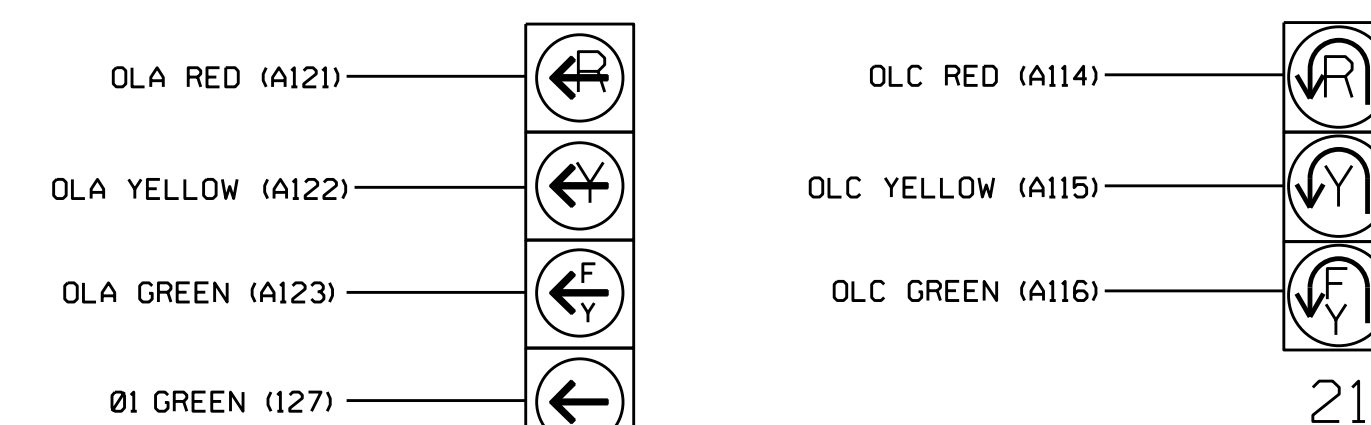 OLA RED (A121)
R
OLA YELLOW (A122)
Y
OLA GREEN (A123)
F
Y
Ø1 GREEN (127)
OLC RED (A114)
R
OLC YELLOW (A115)
Y
OLC GREEN (A116)
F
Y
21